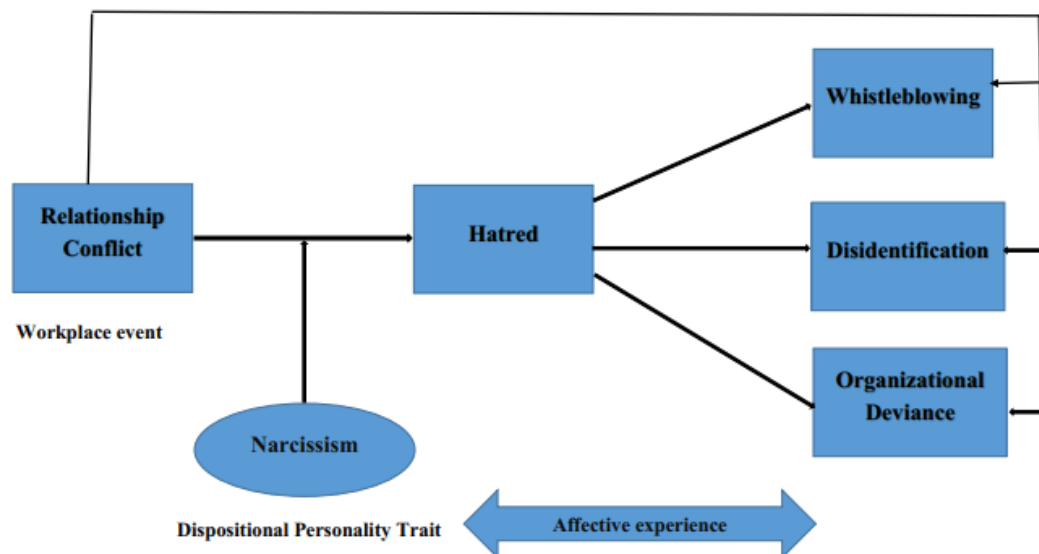 Whistleblowing
Relationship
Conflict
Hatred
Disidentification
Workplace event
Organizational
Deviance
Narcissism
Dispositional Personality Trait
Affective experience